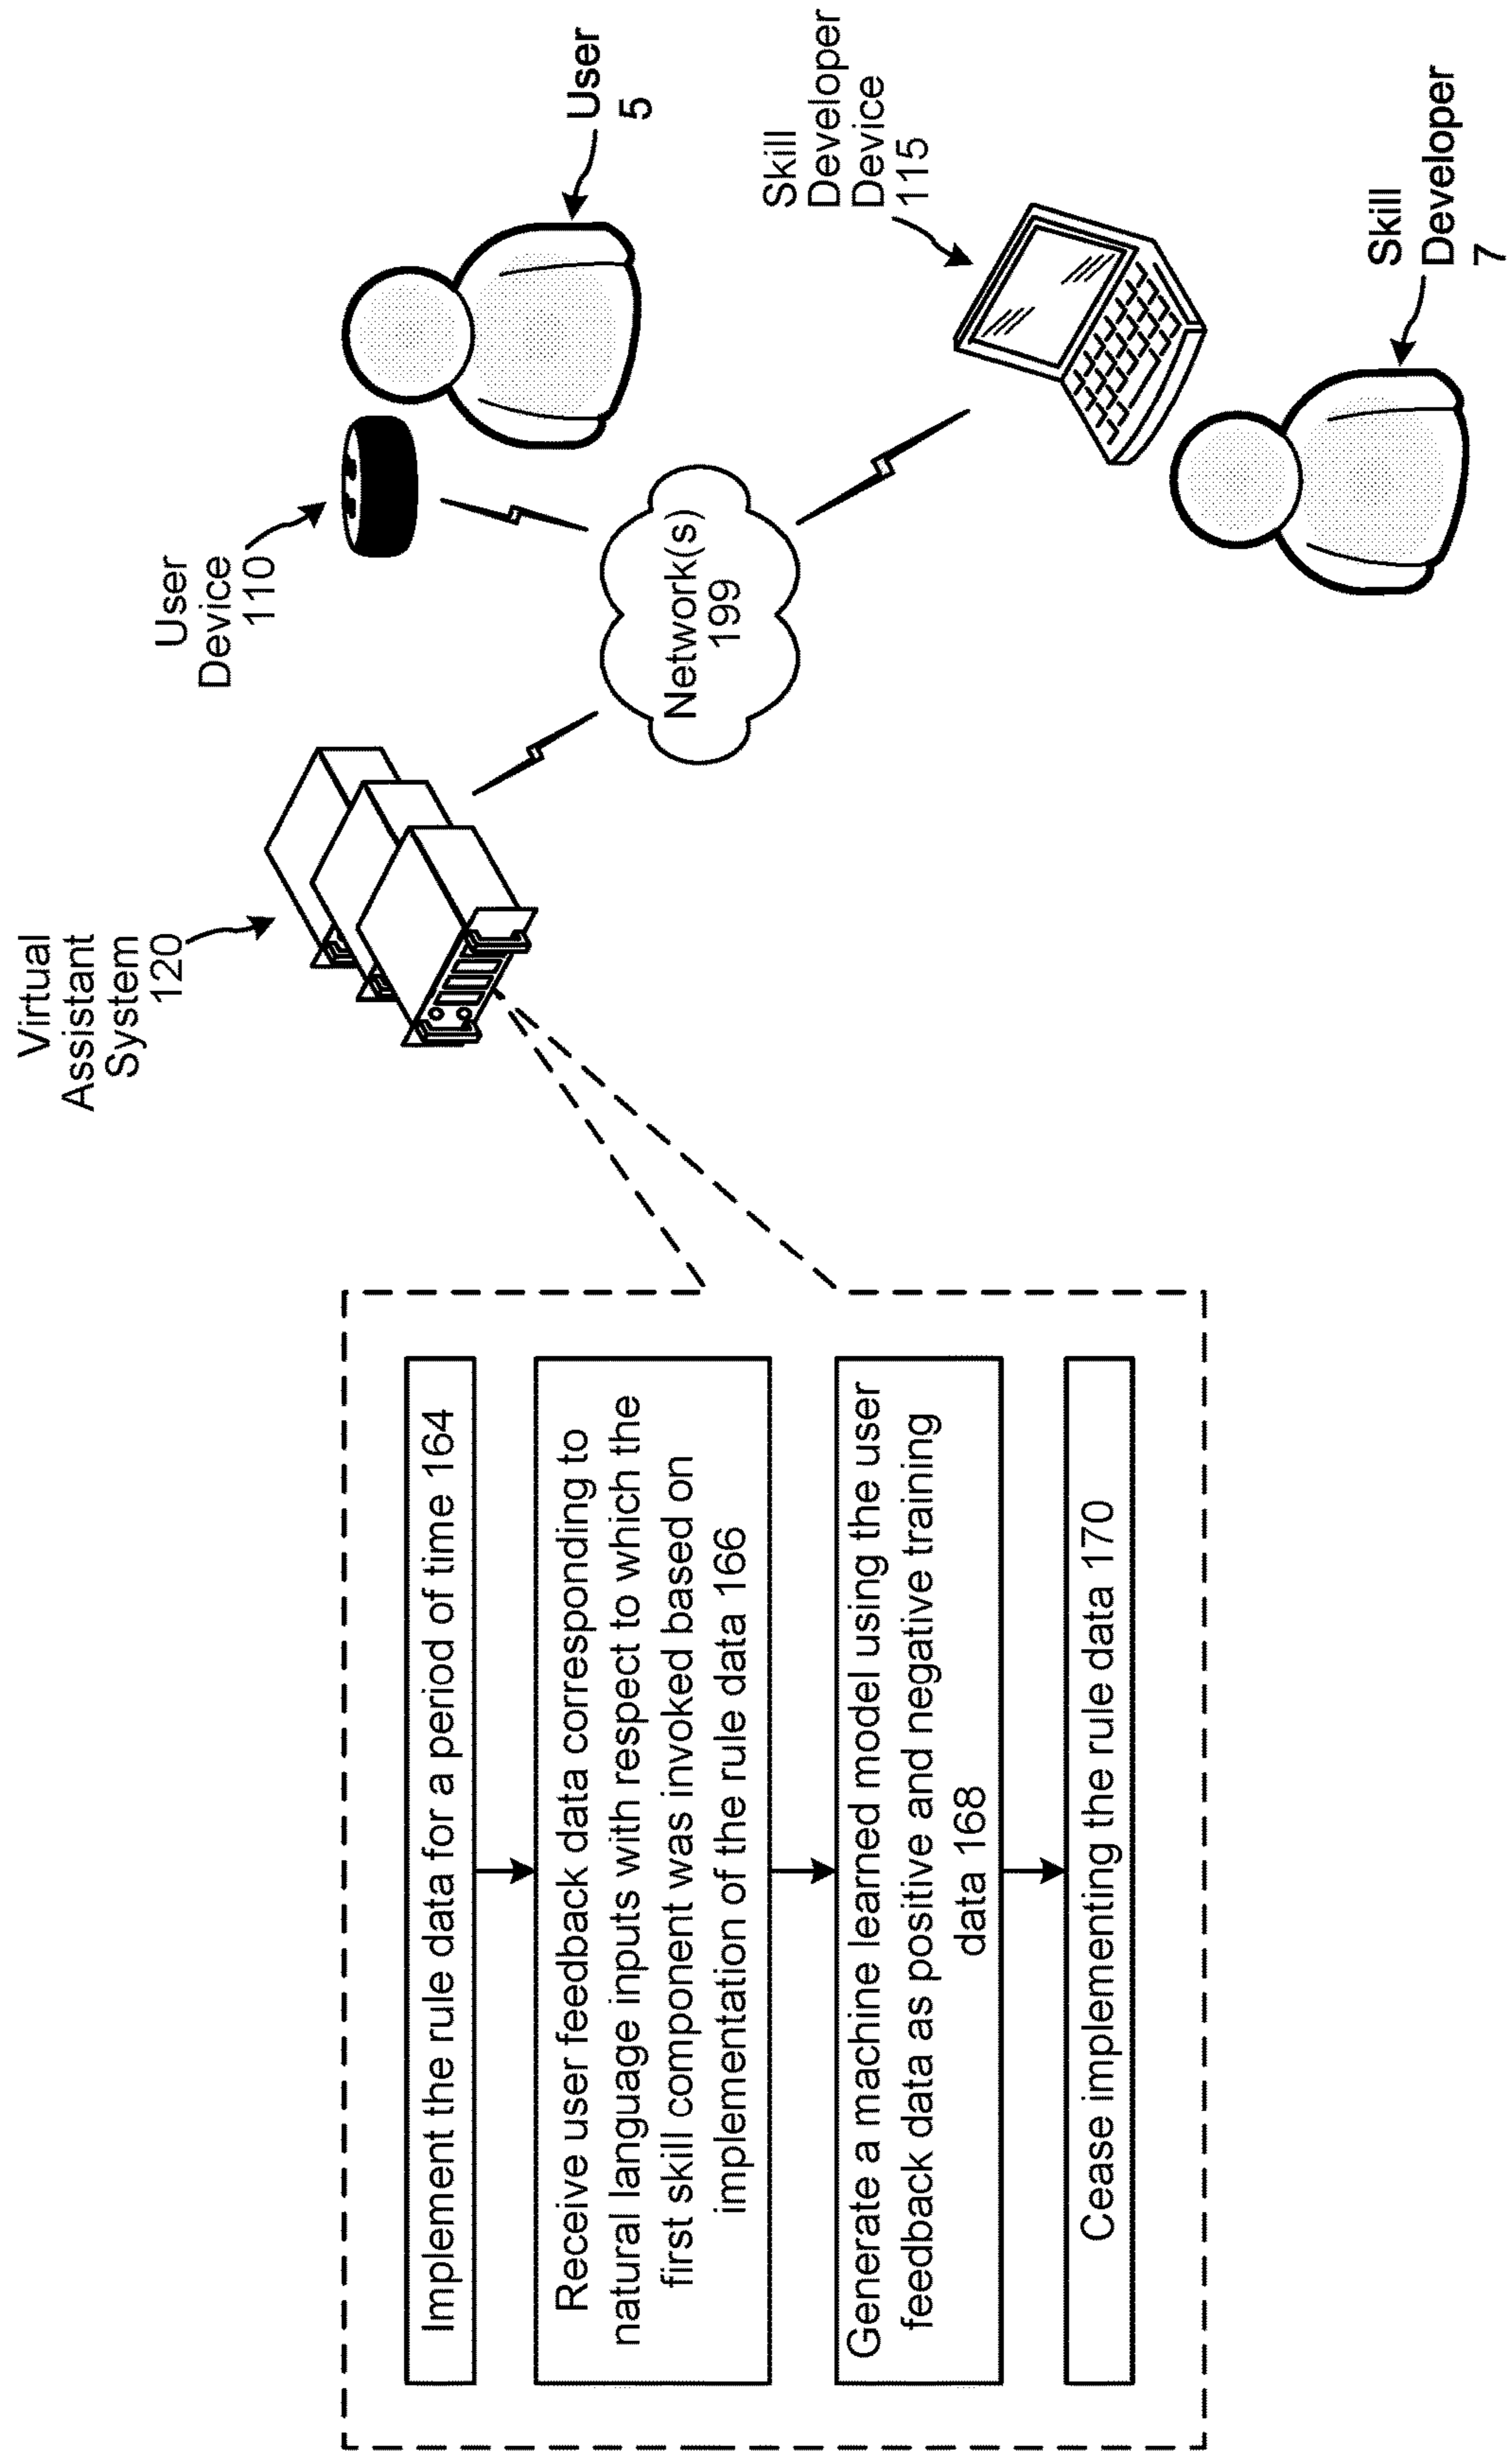 Virtual
Assistant
System
120
User
Device
110
User
5
Network(s)
199
Skill
Developer
Device
115
Skill
Developer
7
Implement the rule data for a period of time 164
Receive user feedback data corresponding to
natural language inputs with respect to which the
first skill component was invoked based on
implementation of the rule data 166
Generate a machine learned model using the user
feedback data as positive and negative training
data 168
Cease implementing the rule data 170